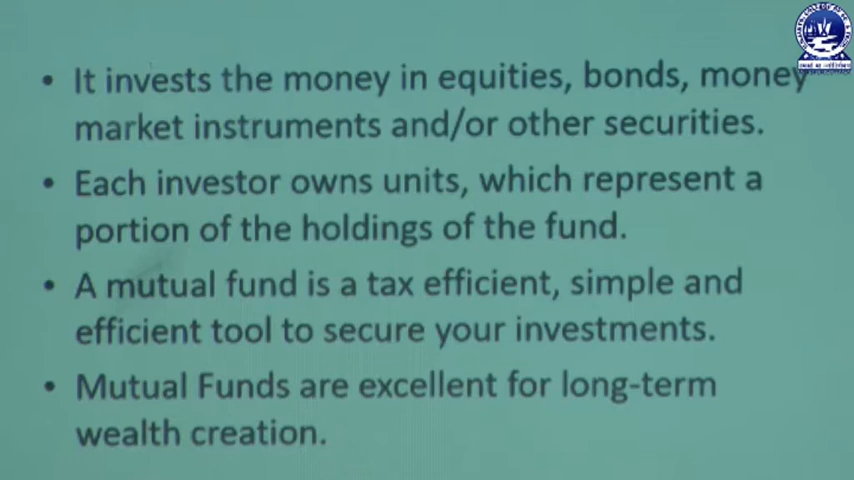 • It invests the money in equities, bonds, money
market instruments and/or other securities.
• Each investor owns units, which represent a
portion of the holdings of the fund.
• A mutual fund is a tax efficient, simple and
efficient tool to secure your investments.
• Mutual Funds are excellent for long-term
wealth creation.